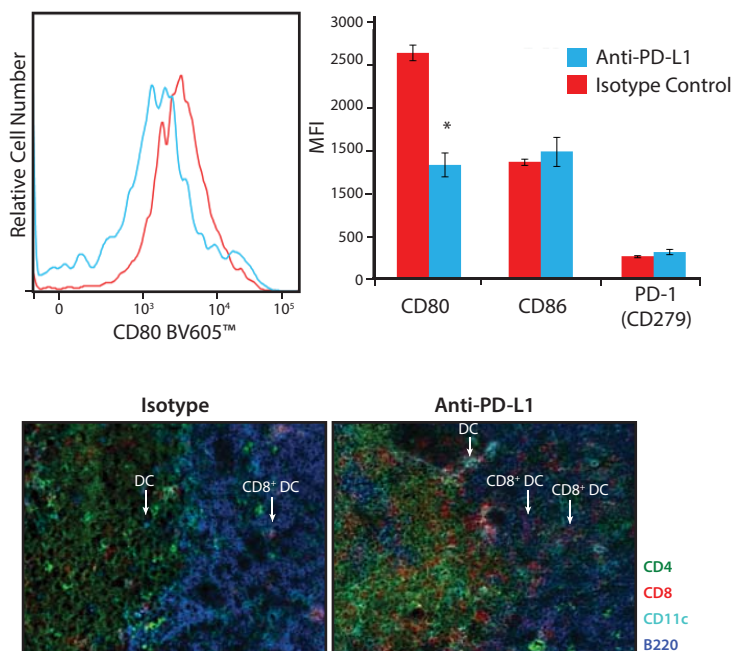 Relative Cell Number
0
10³
10⁴
10⁵
CD80 BV605™
MFI
3000
2500
2000
1500
1500
500
0
Anti-PD-L1
Isotype Control
*
CD80
CD86
PD-1
(CD279)
Isotype
DC
CD8⁺ DC
Anti-PD-L1
DC
CD8⁺ DC
CD8⁺ DC
CD4
CD8
CD11c
B220